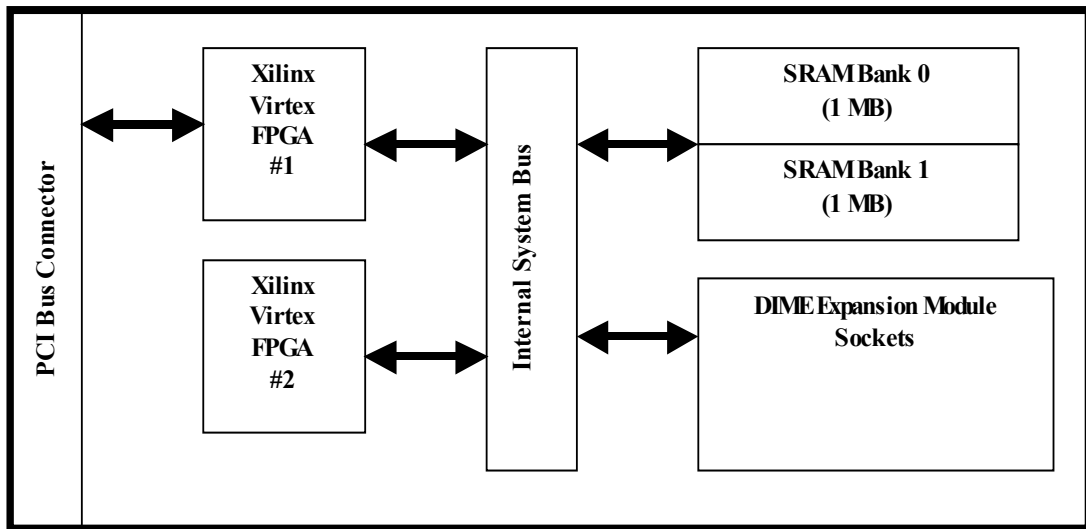 PCI Bus Connector
Xilinx
Virtex
FPGA
#1
Xilinx
Virtex
FPGA
#2
Internal System Bus
SRAM Bank 0
(1 MB)
SRAM Bank 1
(1 MB)
DIME Expansion Module
Sockets